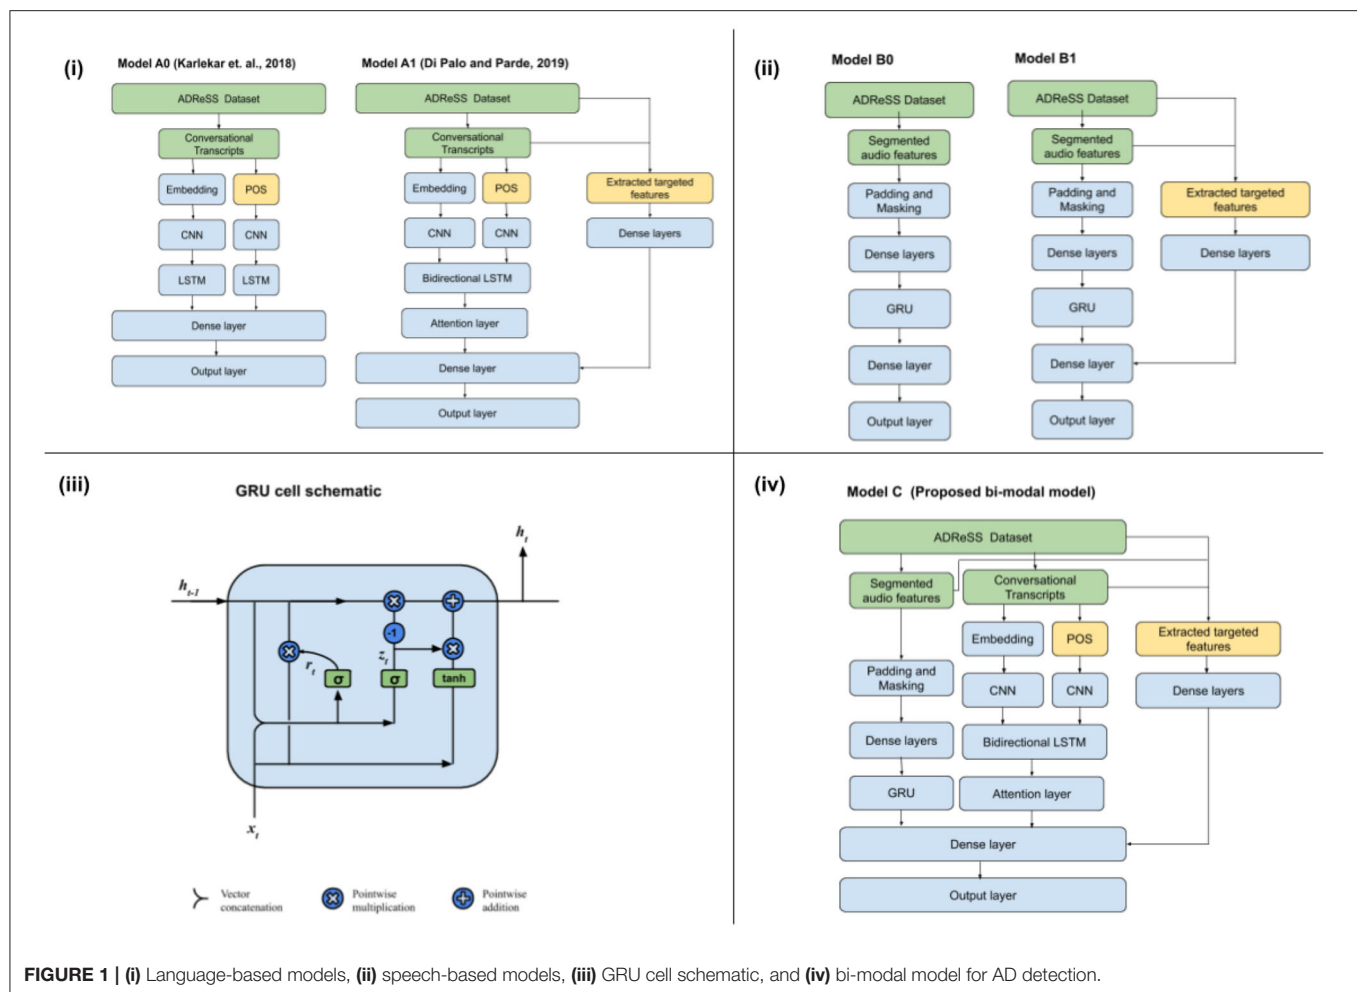 (i)
Model A0 (Karlekar et. al., 2018)
ADReSS Dataset
Conversational
Transcripts
Embedding
POS
CNN
CNN
LSTM
LSTM
Dense layer
Output layer
Model A1 (Di Palo and Parde, 2019)
ADReSS Dataset
Conversational
Transcripts
Embedding
POS
Extracted targeted
features
CNN
CNN
Dense layers
Bidirectional LSTM
Attention layer
Dense layer
Output layer
(ii)
Model B0
ADReSS Dataset
Segmented
audio features
Padding and
Masking
Dense layers
GRU
Dense layer
Output layer
Model B1
ADReSS Dataset
Segmented
audio features
Padding and
Masking
Extracted targeted
features
Dense layers
Dense layers
GRU
Dense layer
Output layer
(iii)
GRU cell schematic
h_t
h_{t-1}
-1
r_t
z_t
σ
σ
tanh
x_t
Vector
concatenation
Pointwise
multiplication
Pointwise
addition
(iv)
Model C (Proposed bi-modal model)
ADReSS Dataset
Segmented
audio features
Conversational
Transcripts
Embedding
POS
Extracted targeted
features
Padding and
Masking
CNN
CNN
Dense layers
Dense layers
Bidirectional LSTM
GRU
Attention layer
Dense layer
Output layer
FIGURE 1 | (i) Language-based models, (ii) speech-based models, (iii) GRU cell schematic, and (iv) bi-modal model for AD detection.